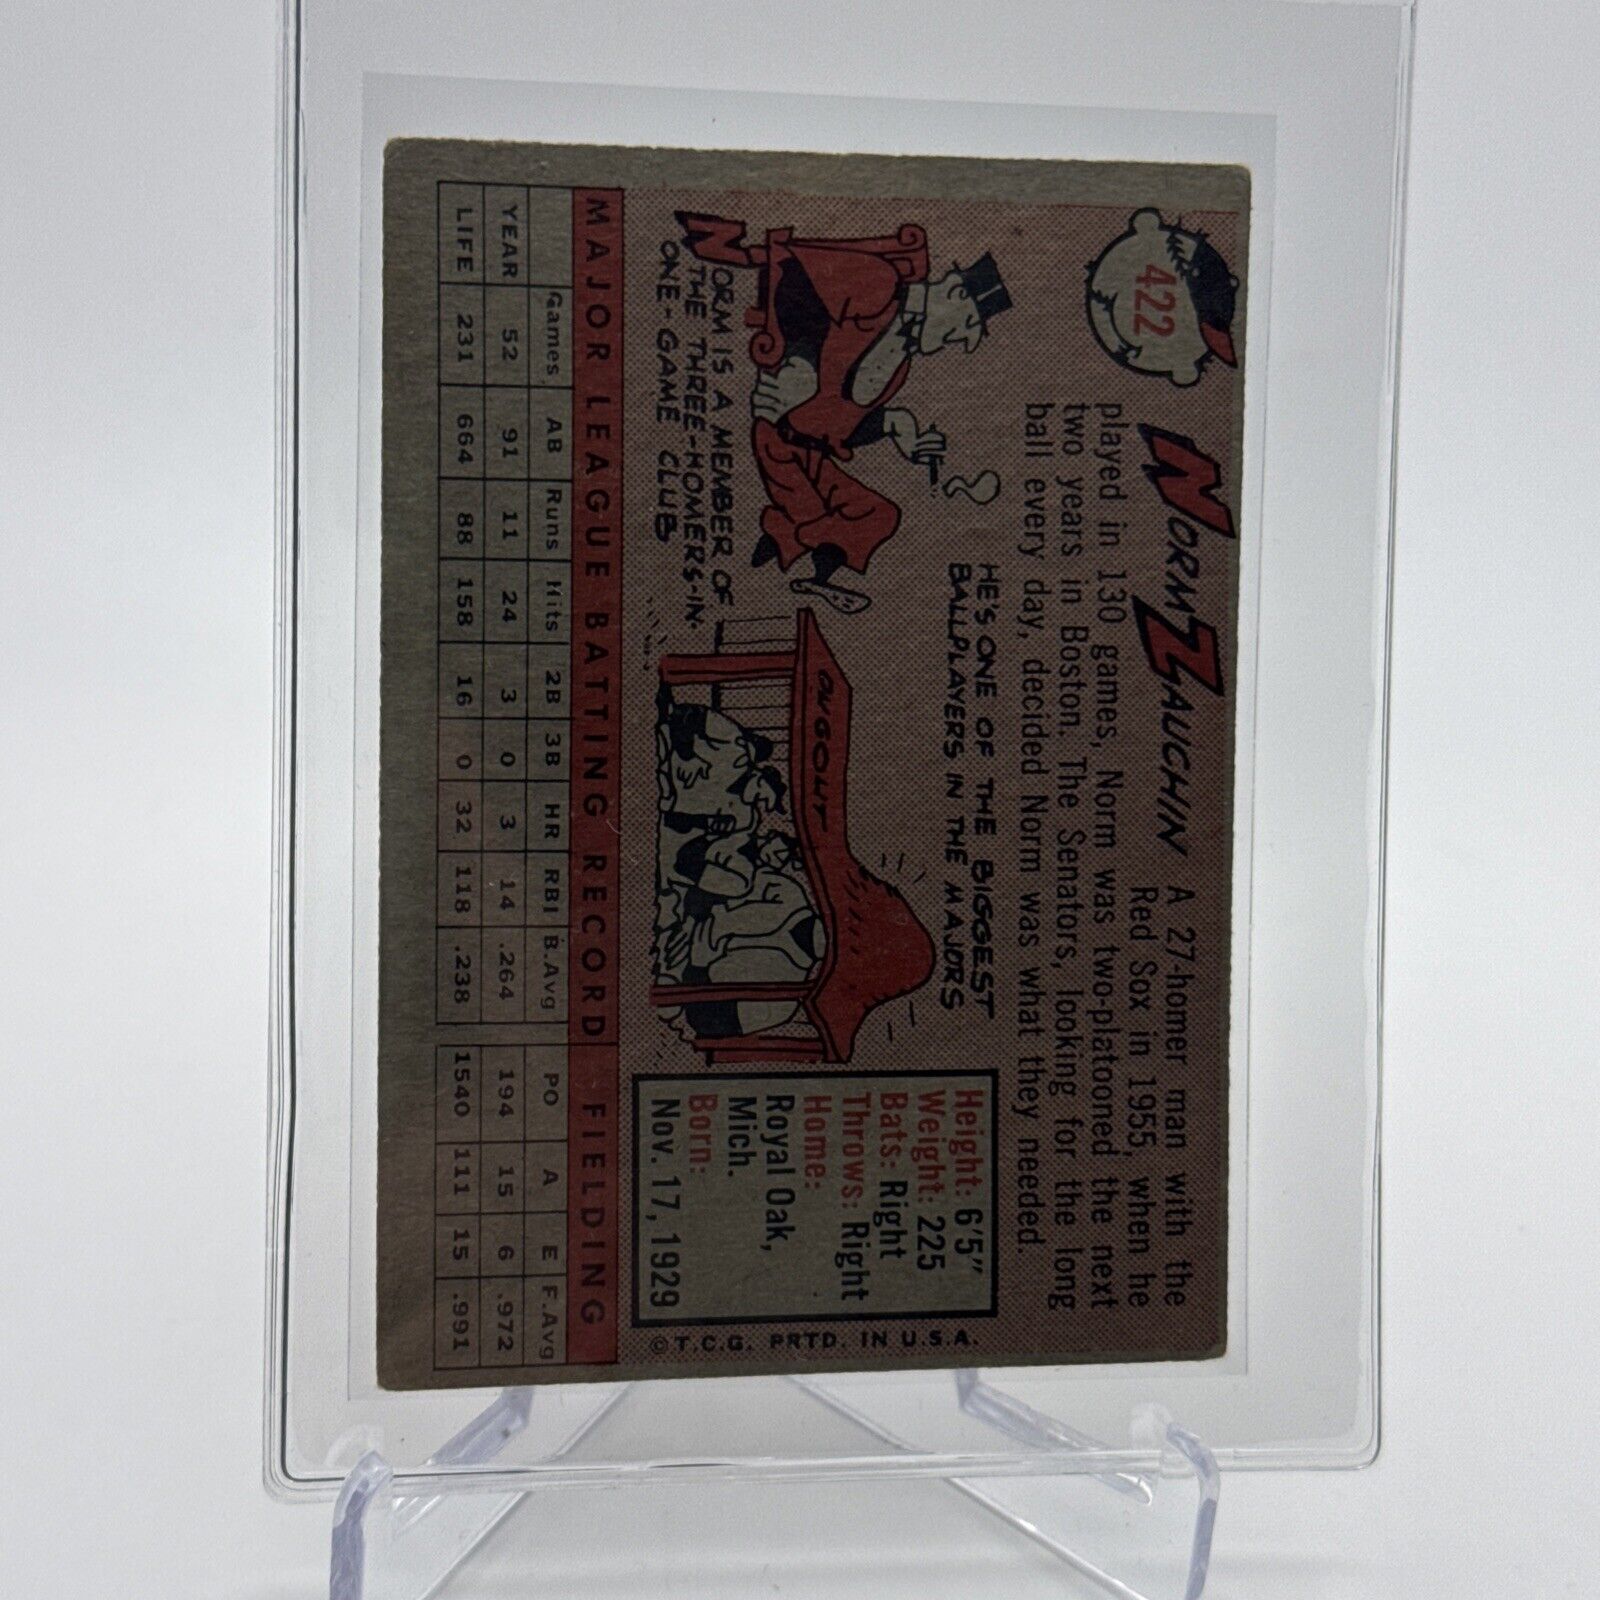 422
NORM ZAUCHIN A 27-homer man with the
Red Sox in 1955, when he
played in 130 games, Norm was two-platooned the next
two years in Boston. The Senators, looking for the long
ball every day, decided Norm was what they needed.
HE'S ONE OF THE BIGGEST
BALLPLAYERS IN THE MAJORS
DUGOUT
NORM IS A MEMBER OF
THE THREE-HOMERS-IN-
ONE-GAME CLUB
Height: 6'5"
Weight: 225
Bats: Right
Throws: Right
Home:
Royal Oak,
Mich.
Born:
Nov. 17, 1929
©T.C.G. PRTD. IN U.S.A.
MAJOR LEAGUE BATTING RECORD FIELDING
Games AB Runs Hits 2B 3B HR RBI B.Avg PO A E F.Avg
YEAR 52 91 11 24 3 0 3 14 .264 194 15 6 .972
LIFE 231 664 88 158 16 0 32 118 .238 1540 111 15 .991